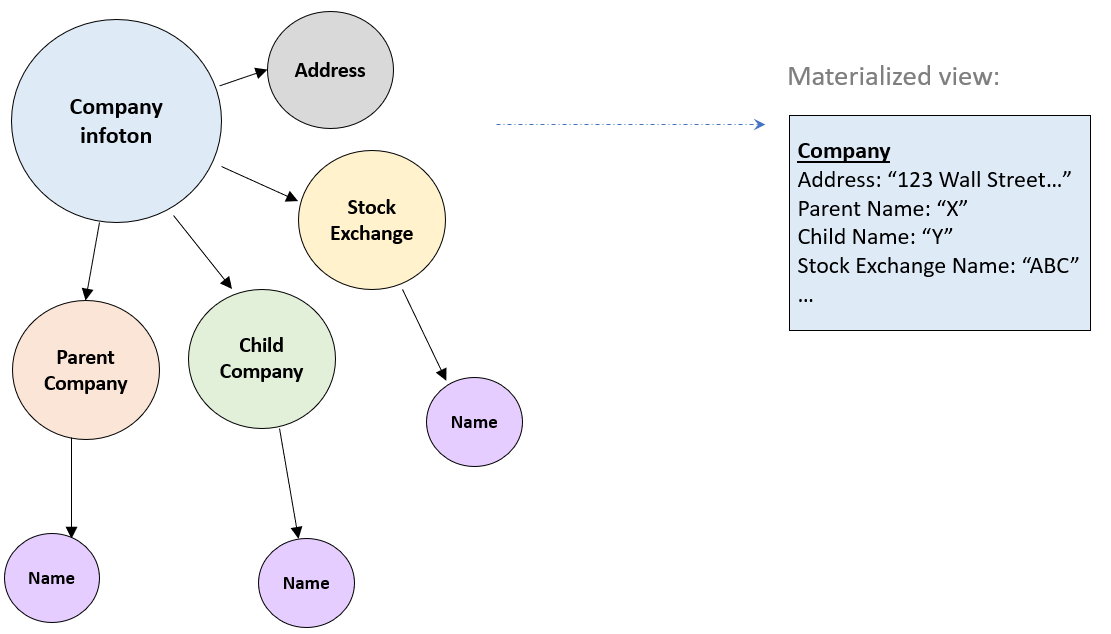 Company
infoton
Address
Stock
Exchange
Parent
Company
Child
Company
Name
Name
Name
Materialized view:
Company
Address: “123 Wall Street…”
Parent Name: “X”
Child Name: “Y”
Stock Exchange Name: “ABC”
…